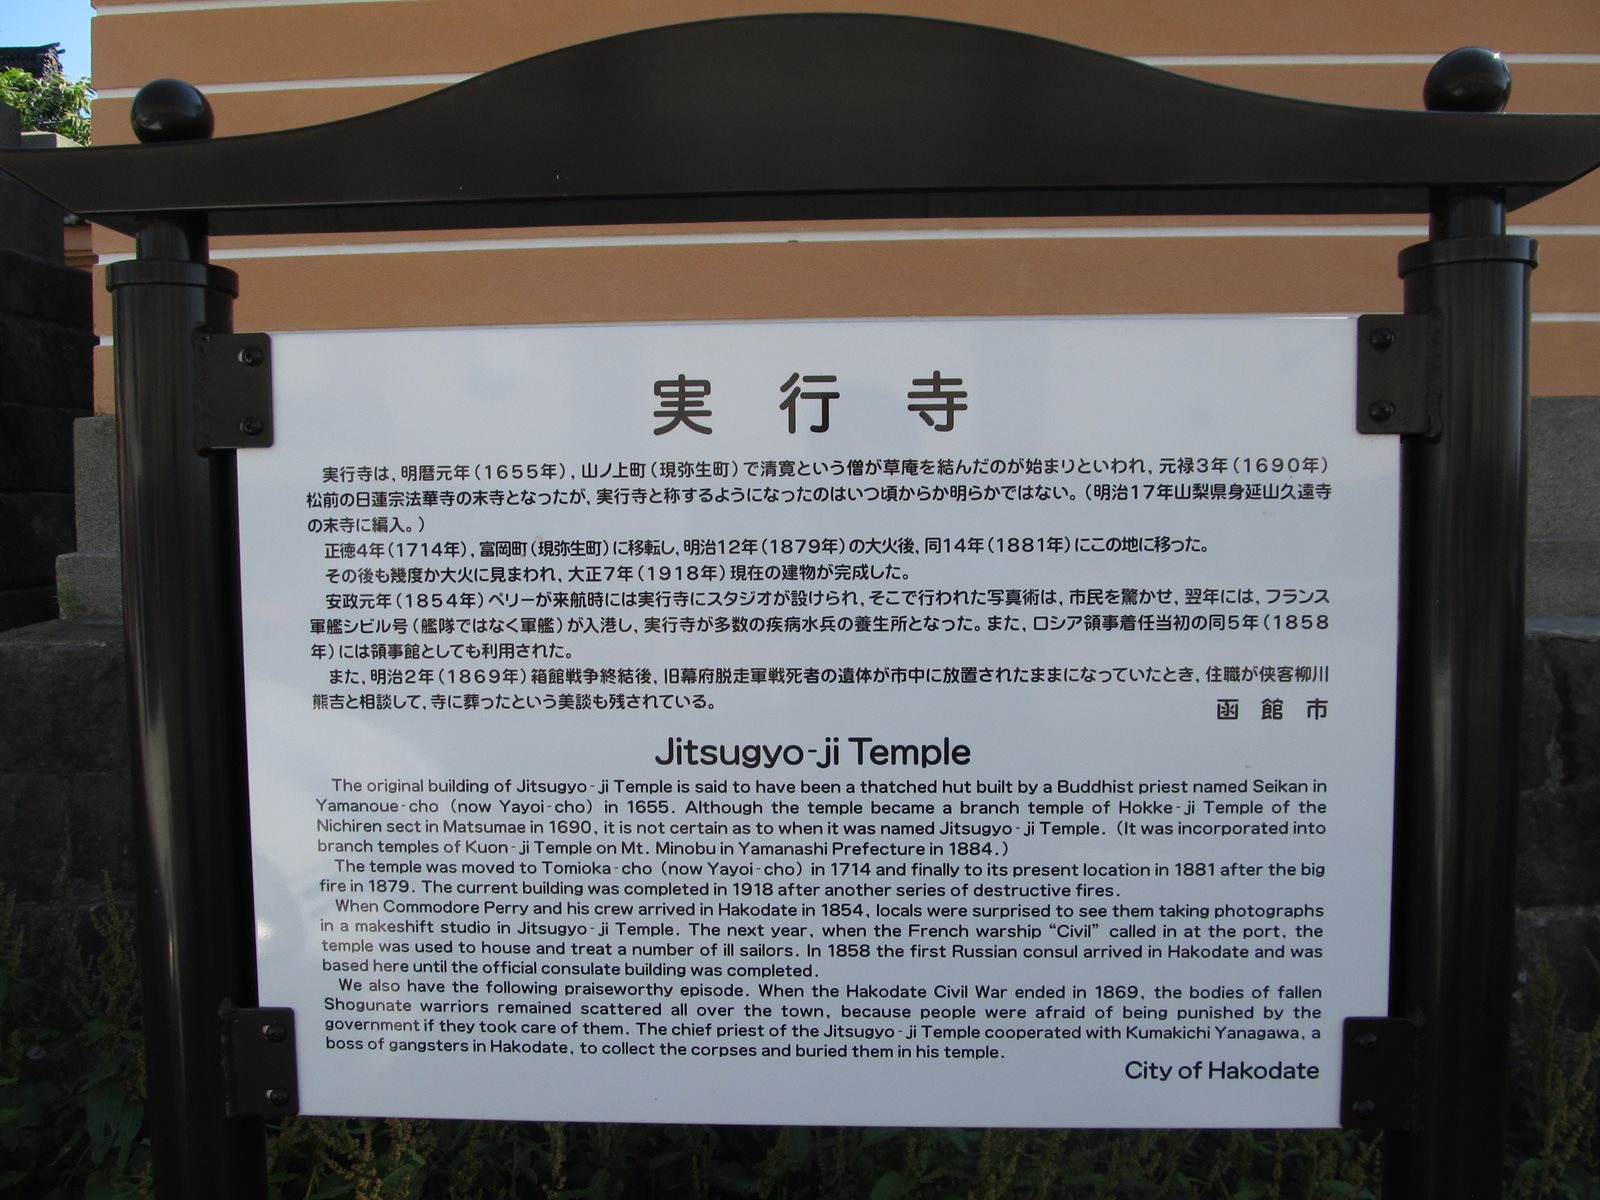 実行寺
実行寺は，明暦元年（1655年），山ノ上町（現弥生町）で清寛という僧が草庵を結んだのが始まりといわれ，元禄3年（1690年）
松前の日蓮宗法華寺の末寺となったが，実行寺と称するようになったのはいつ頃からか明らかではない。（明治17年山梨県身延山久遠寺
の末寺に編入。）
正徳4年（1714年），富岡町（現弥生町）に移転し，明治12年（1879年）の大火後，同14年（1881年）にこの地に移った。
その後も幾度か大火に見まわれ，大正7年（1918年）現在の建物が完成した。
安政元年（1854年）ペリーが来航時には実行寺にスタジオが設けられ，そこで行われた写真術は，市民を驚かせ，翌年には，フランス
軍艦シビル号（艦隊ではなく軍艦）が入港し，実行寺が多数の疾病水兵の養生所となった。また，ロシア領事着任当初の同5年（1858
年）には領事館としても利用された。
また，明治2年（1869年）箱館戦争終結後，旧幕府脱走軍戦死者の遺体が市中に放置されたままになっていたとき，住職が侠客柳川
熊吉と相談して，寺に葬ったという美談も残されている。
函館市
Jitsugyo-ji Temple
The original building of Jitsugyo-ji Temple is said to have been a thatched hut built by a Buddhist priest named Seikan in
Yamanoue-cho (now Yayoi-cho) in 1655. Although the temple became a branch temple of Hokke-ji Temple of the
Nichiren sect in Matsumae in 1690, it is not certain as to when it was named Jitsugyo-ji Temple. (It was incorporated into
branch temples of Kuon-ji Temple on Mt. Minobu in Yamanashi Prefecture in 1884.)
The temple was moved to Tomioka-cho (now Yayoi-cho) in 1714 and finally to its present location in 1881 after the big
fire in 1879. The current building was completed in 1918 after another series of destructive fires.
When Commodore Perry and his crew arrived in Hakodate in 1854, locals were surprised to see them taking photographs
in a makeshift studio in Jitsugyo-ji Temple. The next year, when the French warship “Civil” called in at the port, the
temple was used to house and treat a number of ill sailors. In 1858 the first Russian consul arrived in Hakodate and was
based here until the official consulate building was completed.
We also have the following praiseworthy episode. When the Hakodate Civil War ended in 1869, the bodies of fallen
Shogunate warriors remained scattered all over the town, because people were afraid of being punished by the
government if they took care of them. The chief priest of the Jitsugyo-ji Temple cooperated with Kumakichi Yanagawa, a
boss of gangsters in Hakodate, to collect the corpses and buried them in his temple.
City of Hakodate